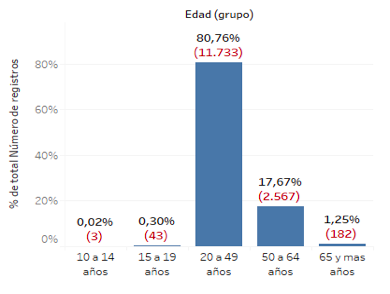 Edad (grupo)
% de total Número de registros
80%
60%
40%
20%
0%
0,02%
(3)
0,30%
(43)
80,76%
(11.733)
17,67%
(2.567)
1,25%
(182)
10 a 14
años
15 a 19
años
20 a 49
años
50 a 64
años
65 y mas
años